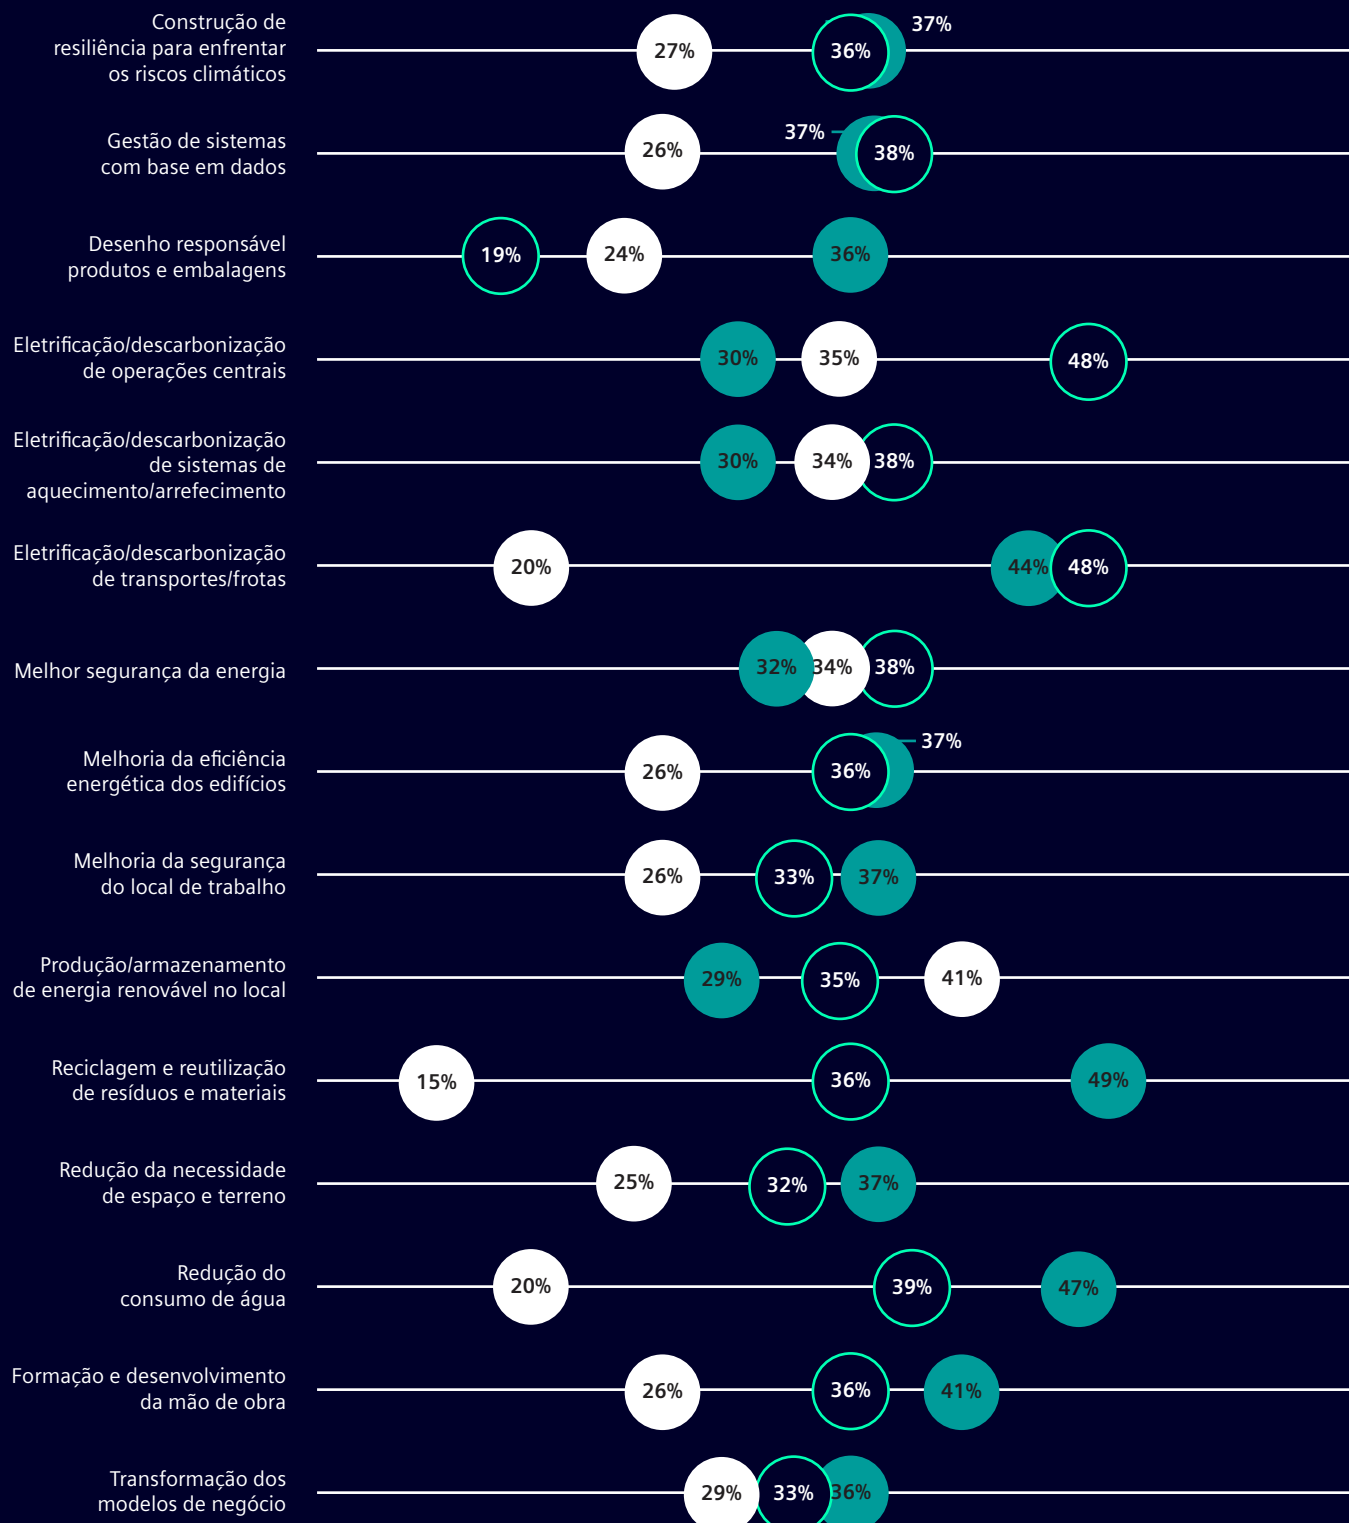 Construção de
resiliência para enfrentar
os riscos climáticos
27%
36%
37%
Gestão de sistemas
com base em dados
26%
37%
38%
Desenho responsável
produtos e embalagens
19%
24%
36%
Eletrificação/descarbonização
de operações centrais
30%
35%
48%
Eletrificação/descarbonização
de sistemas de
aquecimento/arrefecimento
30%
34%
38%
Eletrificação/descarbonização
de transportes/frotas
20%
44%
48%
Melhor segurança da energia
32%
34%
38%
Melhoria da eficiência
energética dos edifícios
26%
36%
37%
Melhoria da segurança
do local de trabalho
26%
33%
37%
Produção/armazenamento
de energia renovável no local
29%
35%
41%
Reciclagem e reutilização
de resíduos e materiais
15%
36%
49%
Redução da necessidade
de espaço e terreno
25%
32%
37%
Redução do
consumo de água
20%
39%
47%
Formação e desenvolvimento
da mão de obra
26%
36%
41%
Transformação dos
modelos de negócio
29%
33%
36%